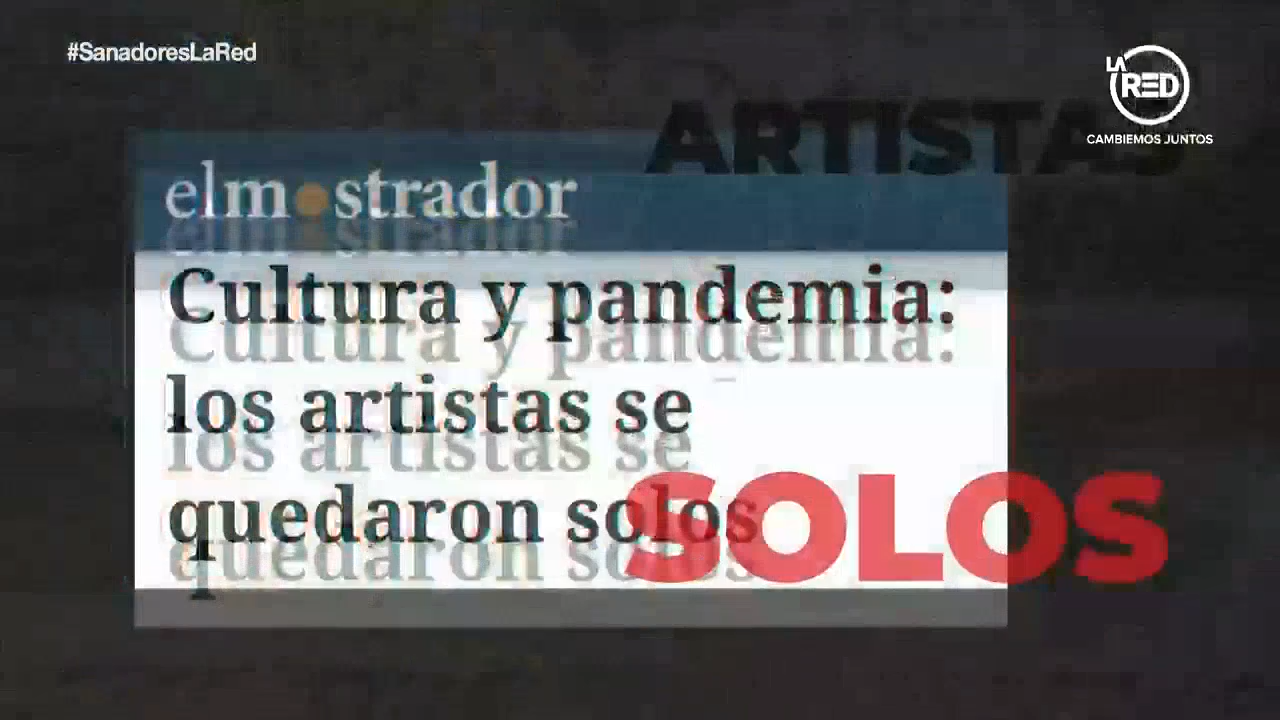 #SanadoresLaRed
LA RED
CAMBIEMOS JUNTOS
ARTISTAS
elmostrador
Cultura y pandemia:
los artistas se
quedaron solos
SOLOS